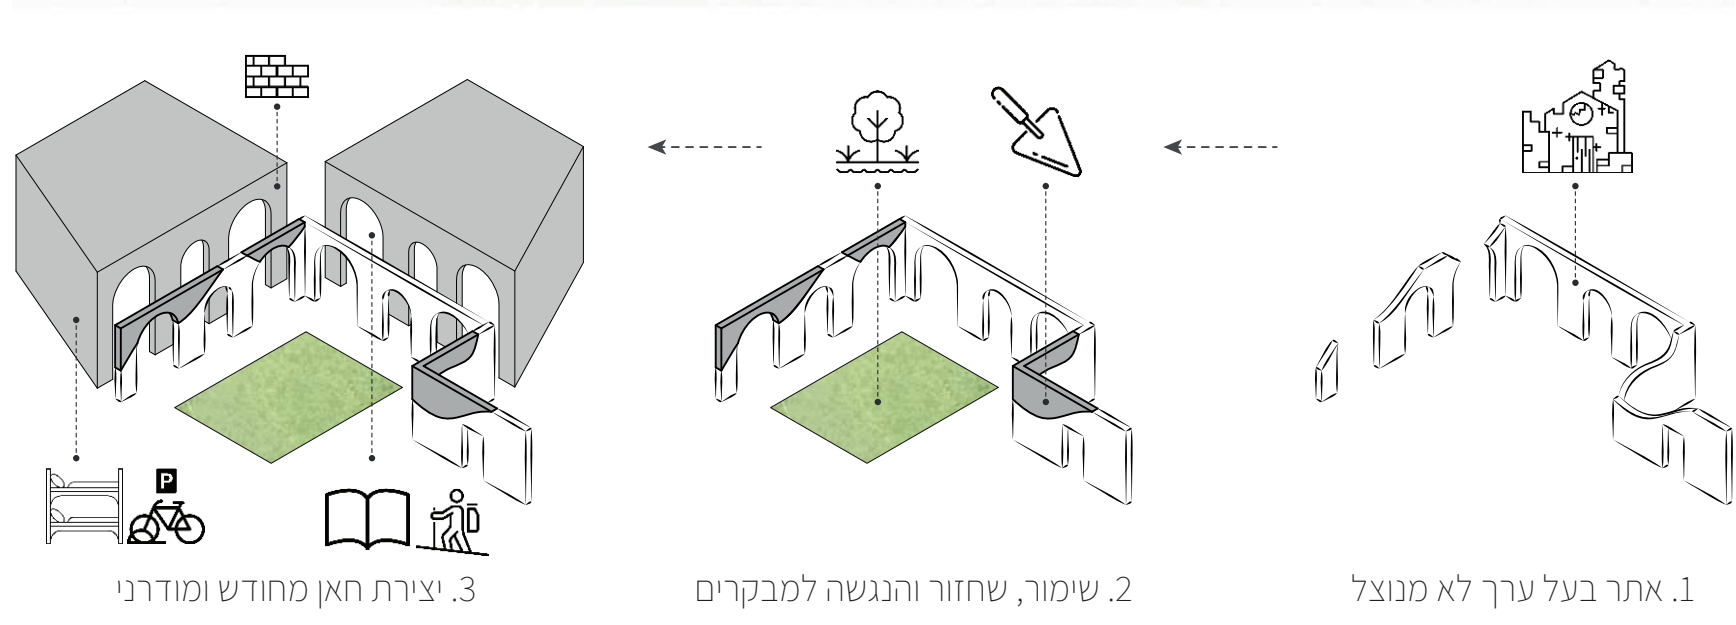 1. אתר בעל ערך לא מנוצל
2. שימור, שחזור והנגשה למבקרים
3. יצירת חאן מחודש ומודרני
P